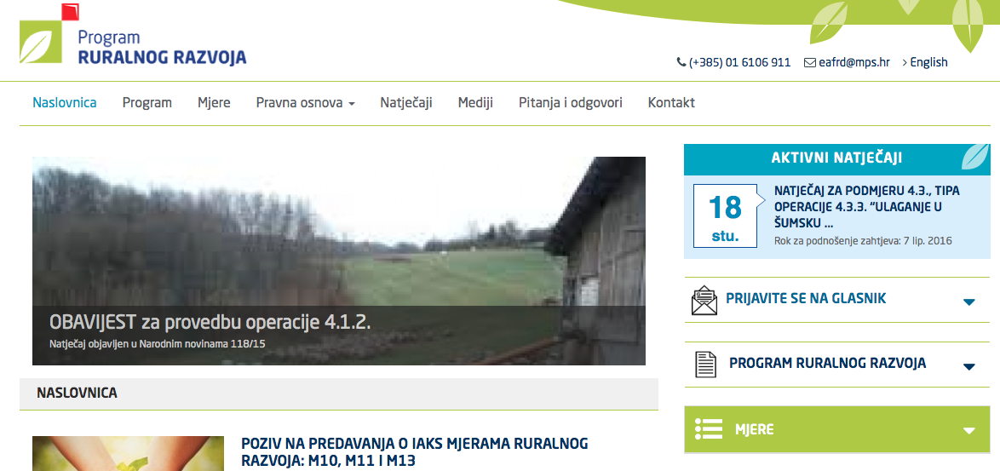 Program
RURALNOG RAZVOJA
(+385) 01 6106 911 eafrd@mps.hr > English
Naslovnica Program Mjere Pravna osnova Natječaji Mediji Pitanja i odgovori Kontakt
OBAVIJEST za provedbu operacije 4.1.2.
Natječaj objavljen u Narodnim novinama 118/15
NASLOVNICA
POZIV NA PREDAVANJA O IAKS MJERAMA RURALNOG
RAZVOJA: M10, M11 I M13
AKTIVNI NATJEČAJI
18
stu.
NATJEČAJ ZA PODMJERU 4.3., TIPA
OPERACIJE 4.3.3. “ULAGANJE U
ŠUMSKU ...
Rok za podnošenje zahtjeva: 7 lip. 2016
PRIJAVITE SE NA GLASNIK
PROGRAM RURALNOG RAZVOJA
MJERE